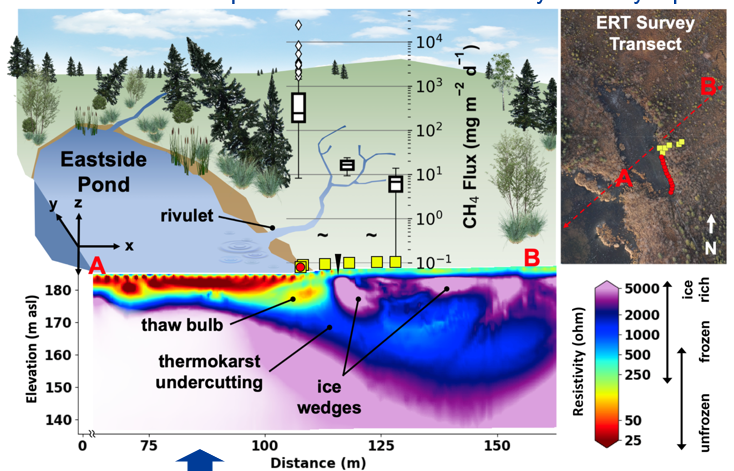 ERT Survey
Transect
B
A
N
10⁴
10³
10²
10¹
10⁰
10⁻¹
CH₄ Flux (mg m⁻² d⁻¹)
Eastside
Pond
rivulet
y
z
x
~
~
A
B
180
170
160
150
140
Elevation (m asl)
thaw bulb
thermokarst
undercutting
ice
wedges
0
75
100
125
150
Distance (m)
Resistivity (ohm)
5000
2000
1000
500
250
50
25
ice
rich
frozen
unfrozen